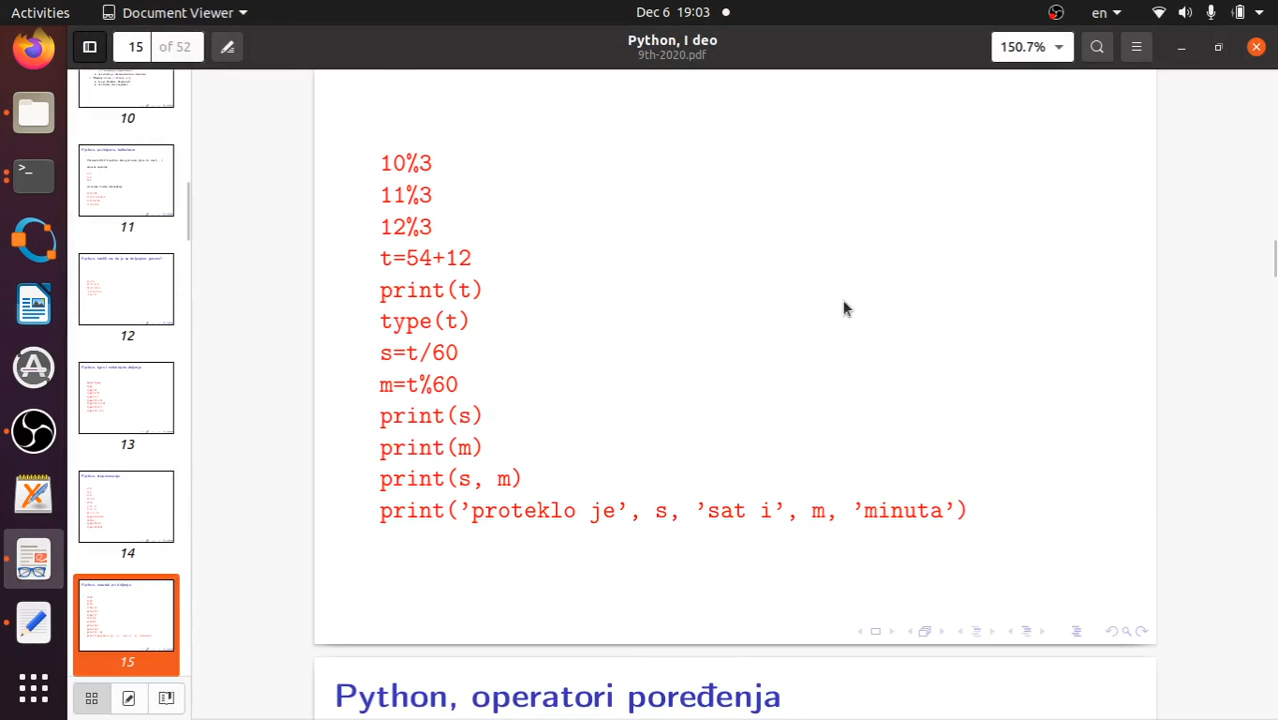 Activities
Document Viewer
Dec 6 19:03
en
15 of 52
Python, I deo
9th-2020.pdf
150.7%
10
11
12
13
14
15
10%3
11%3
12%3
t=54+12
print(t)
type(t)
s=t/60
m=t%60
print(s)
print(m)
print(s, m)
print('proteklo je', s, 'sat i', m, 'minuta')
Python, operatori poređenja